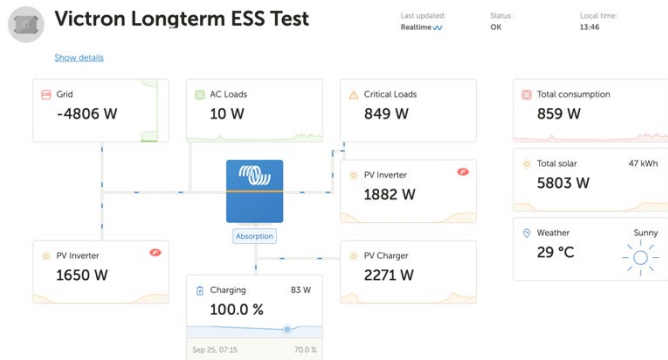 Victron Longterm ESS Test
Last updated:
Realtime
Status:
OK
Local time:
13:46
Show details
Grid
-4806 W
AC Loads
10 W
Critical Loads
849 W
Total consumption
859 W
PV Inverter
1882 W
Total solar
47 kWh
5803 W
Absorption
Weather
Sunny
29 °C
PV Inverter
1650 W
PV Charger
2271 W
Charging
83 W
100.0 %
Sep 25, 07:15
70.0 %